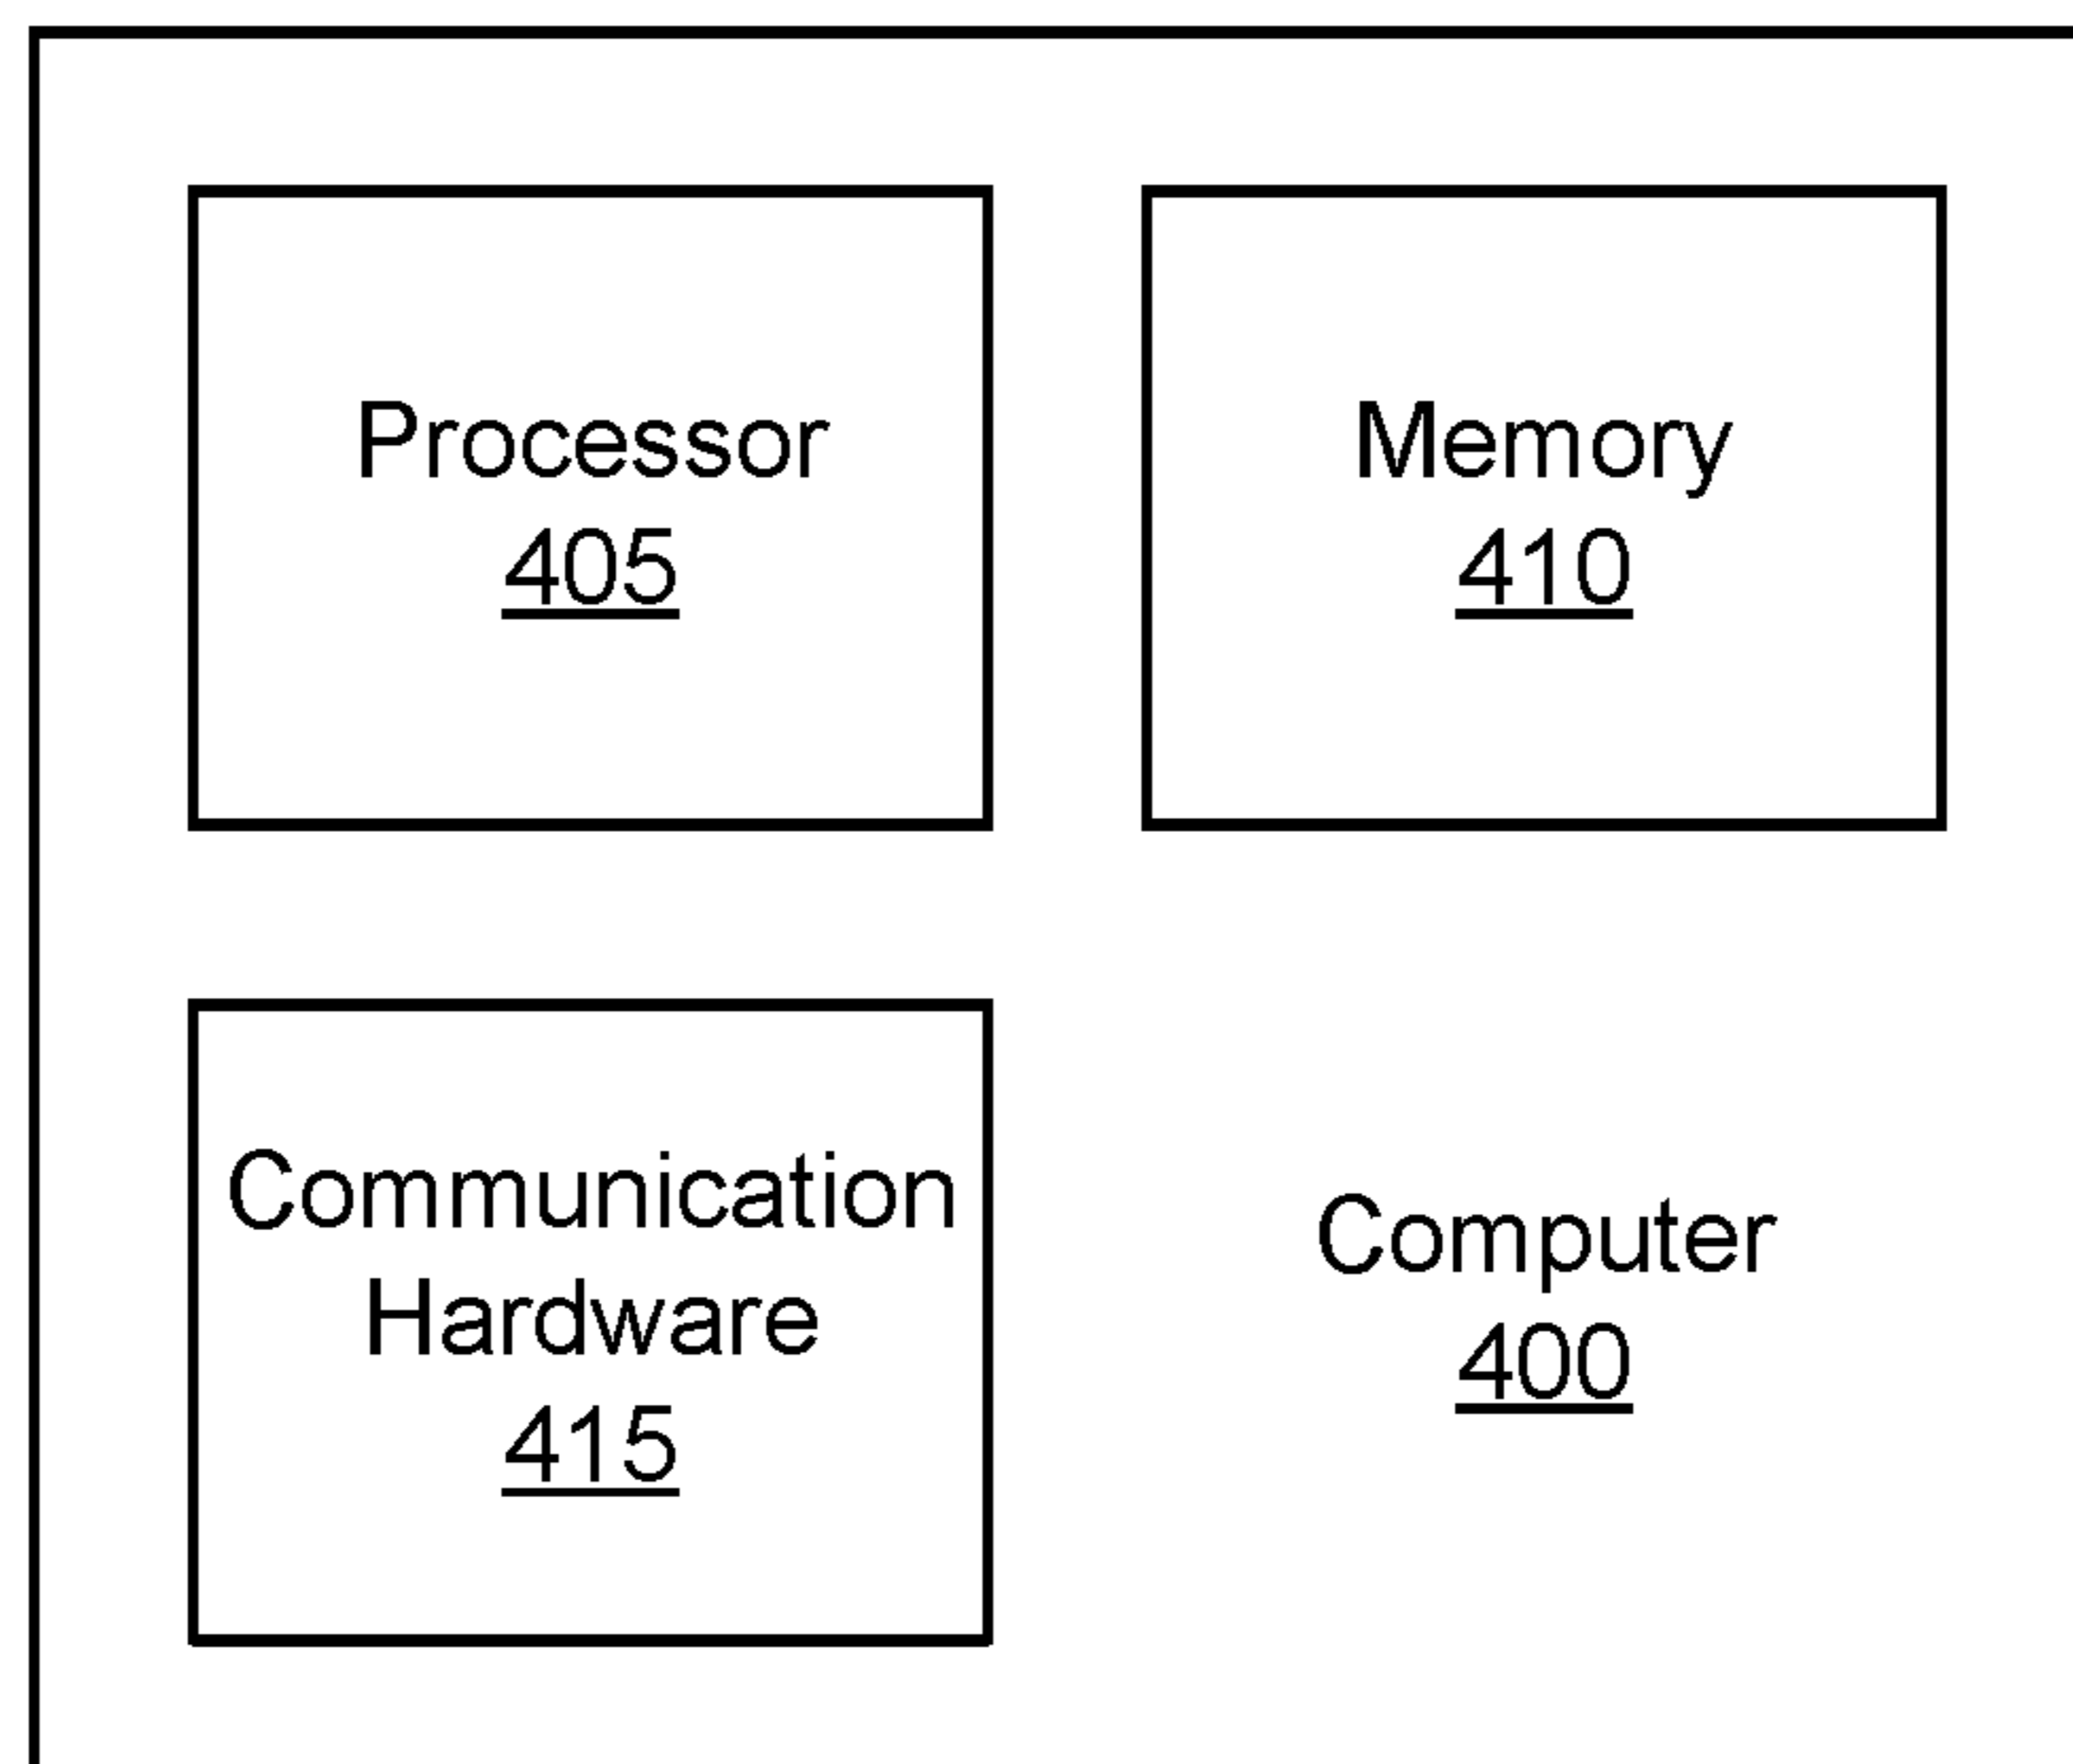 Processor
405
Memory
410
Communication
Hardware
415
Computer
400